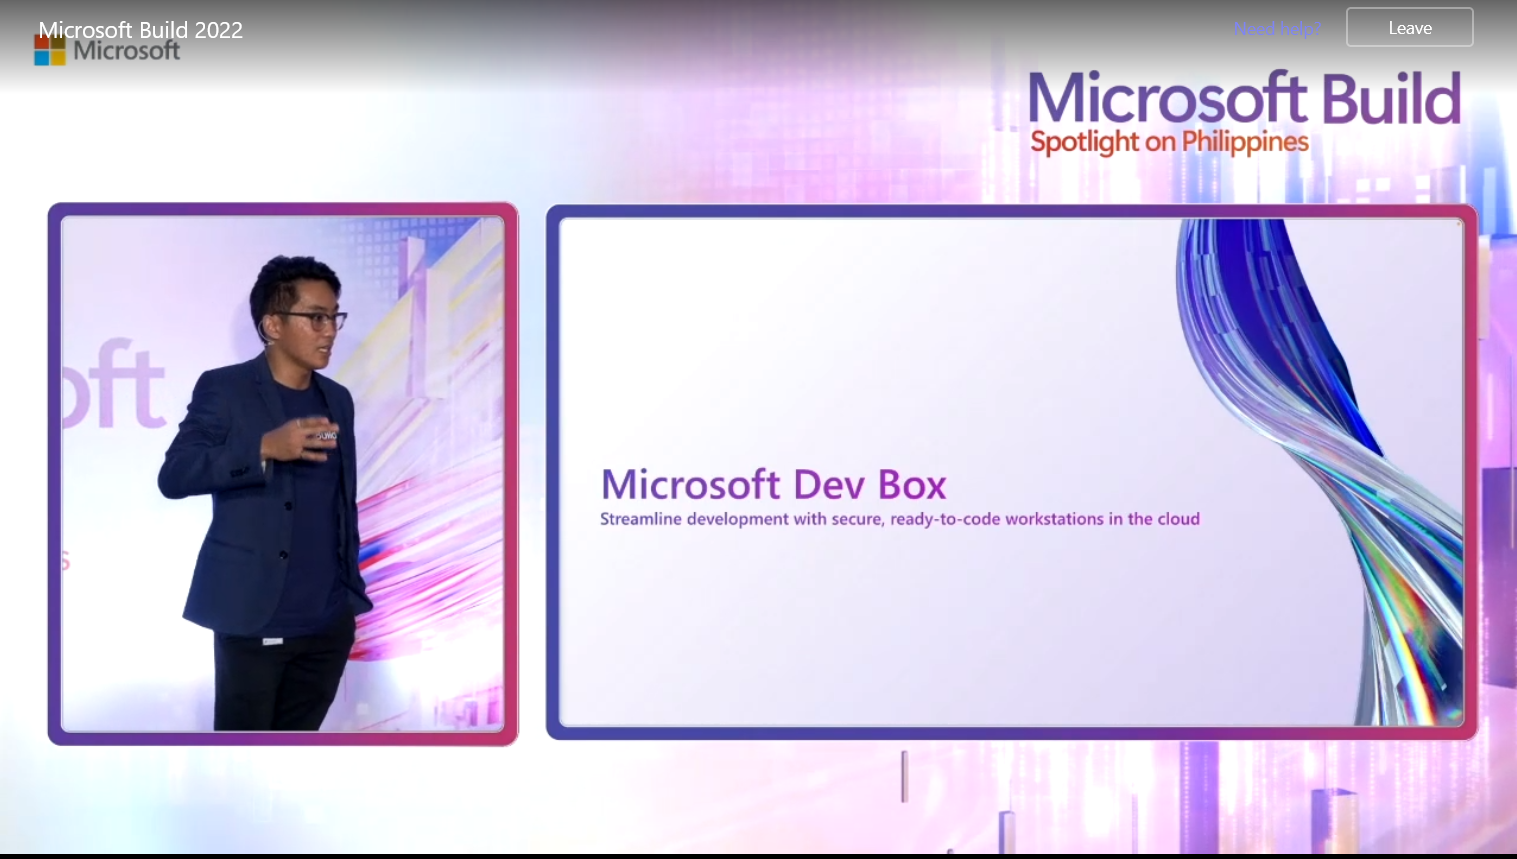 Microsoft Build 2022
Microsoft
Need help?
Leave
Microsoft Build
Spotlight on Philippines
oft
s
Microsoft Dev Box
Streamline development with secure, ready-to-code workstations in the cloud